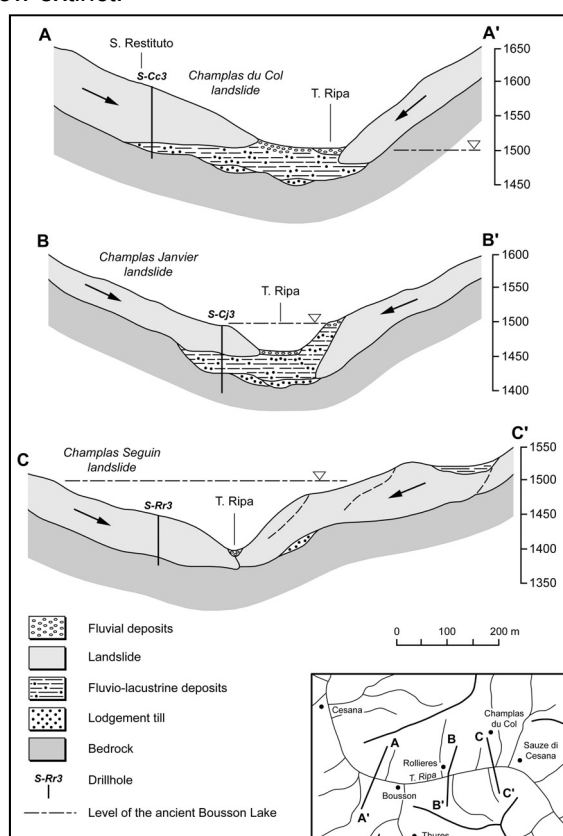 A
A'
S. Restituto
S-Cc3
Champlas du Col
landslide
T. Ripa
1650
1600
1550
1500
1450
B
B'
Champlas Janvier
landslide
T. Ripa
S-Cj3
1600
1550
1500
1450
1400
C
C'
Champlas Seguin
landslide
S-Rr3
T. Ripa
1550
1500
1450
1400
1350
Fluvial deposits
Landslide
Fluvio-lacustrine deposits
Lodgement till
Bedrock
S-Rr3 Drillhole
Level of the ancient Bousson Lake
0 100 200 m
Cesana
Champlas
du Col
A
B
C
Sauze di
Cesana
Rollieres
T. Ripa
Bousson
A'
B'
C'
Thures